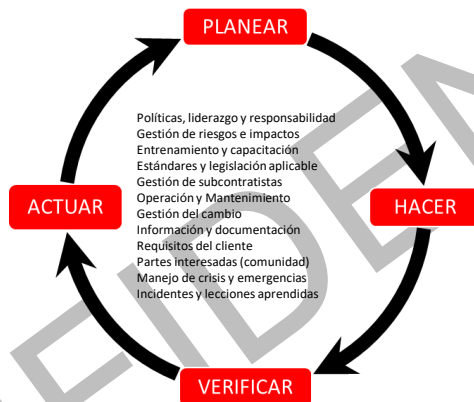 PLANEAR
Políticas, liderazgo y responsabilidad
Gestión de riesgos e impactos
Entrenamiento y capacitación
Estándares y legislación aplicable
Gestión de subcontratistas
Operación y Mantenimiento
Gestión del cambio
Información y documentación
Requisitos del cliente
Partes interesadas (comunidad)
Manejo de crisis y emergencias
Incidentes y lecciones aprendidas
ACTUAR
HACER
VERIFICAR